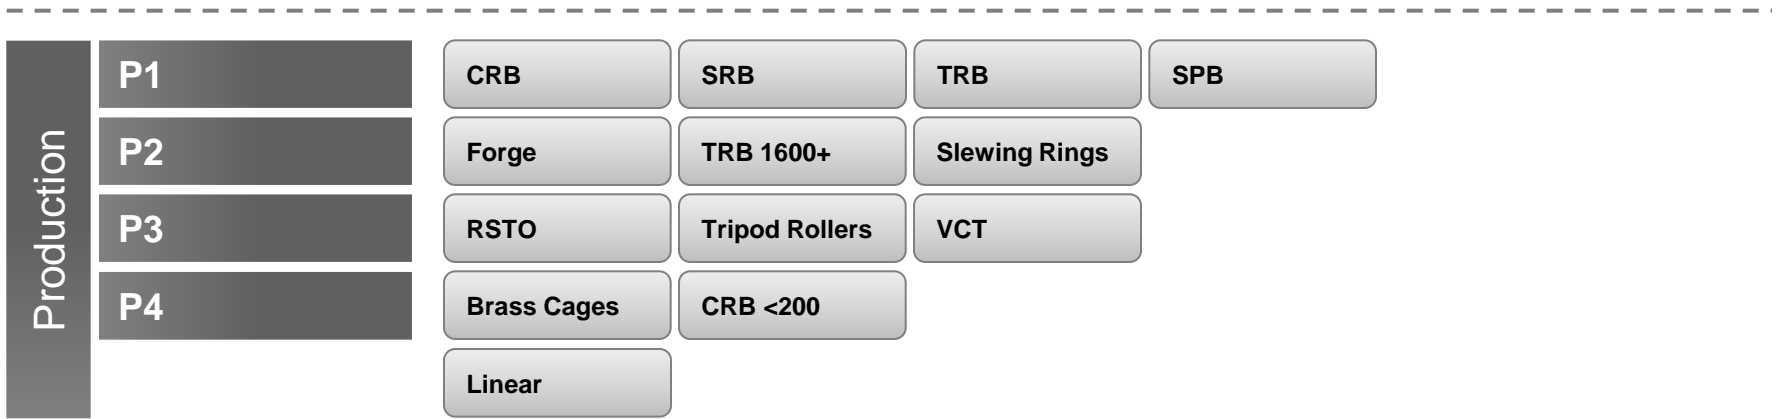 Production
P1 CRB SRB TRB SPB
P2 Forge TRB 1600+ Slewing Rings
P3 RSTO Tripod Rollers VCT
P4 Brass Cages CRB <200
Linear